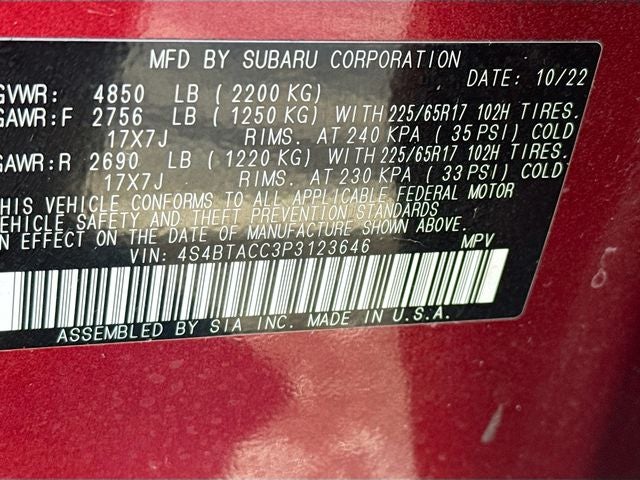 MFD BY SUBARU CORPORATION
DATE: 10/22
GVWR: 4850 LB (2200 KG)
GAWR:F 2756 LB (1250 KG) WITH 225/65R17 102H TIRES.
17X7J RIMS. AT 240 KPA (35 PSI) COLD
GAWR:R 2690 LB (1220 KG) WITH 225/65R17 102H TIRES.
17X7J RIMS. AT 230 KPA (33 PSI) COLD
THIS VEHICLE CONFORMS TO ALL APPLICABLE FEDERAL MOTOR
VEHICLE SAFETY AND THEFT PREVENTION STANDARDS
IN EFFECT ON THE DATE OF MANUFACTURE SHOWN ABOVE.
VIN: 4S4BTACC3P3123646 MPV
ASSEMBLED BY SIA INC. MADE IN U.S.A.